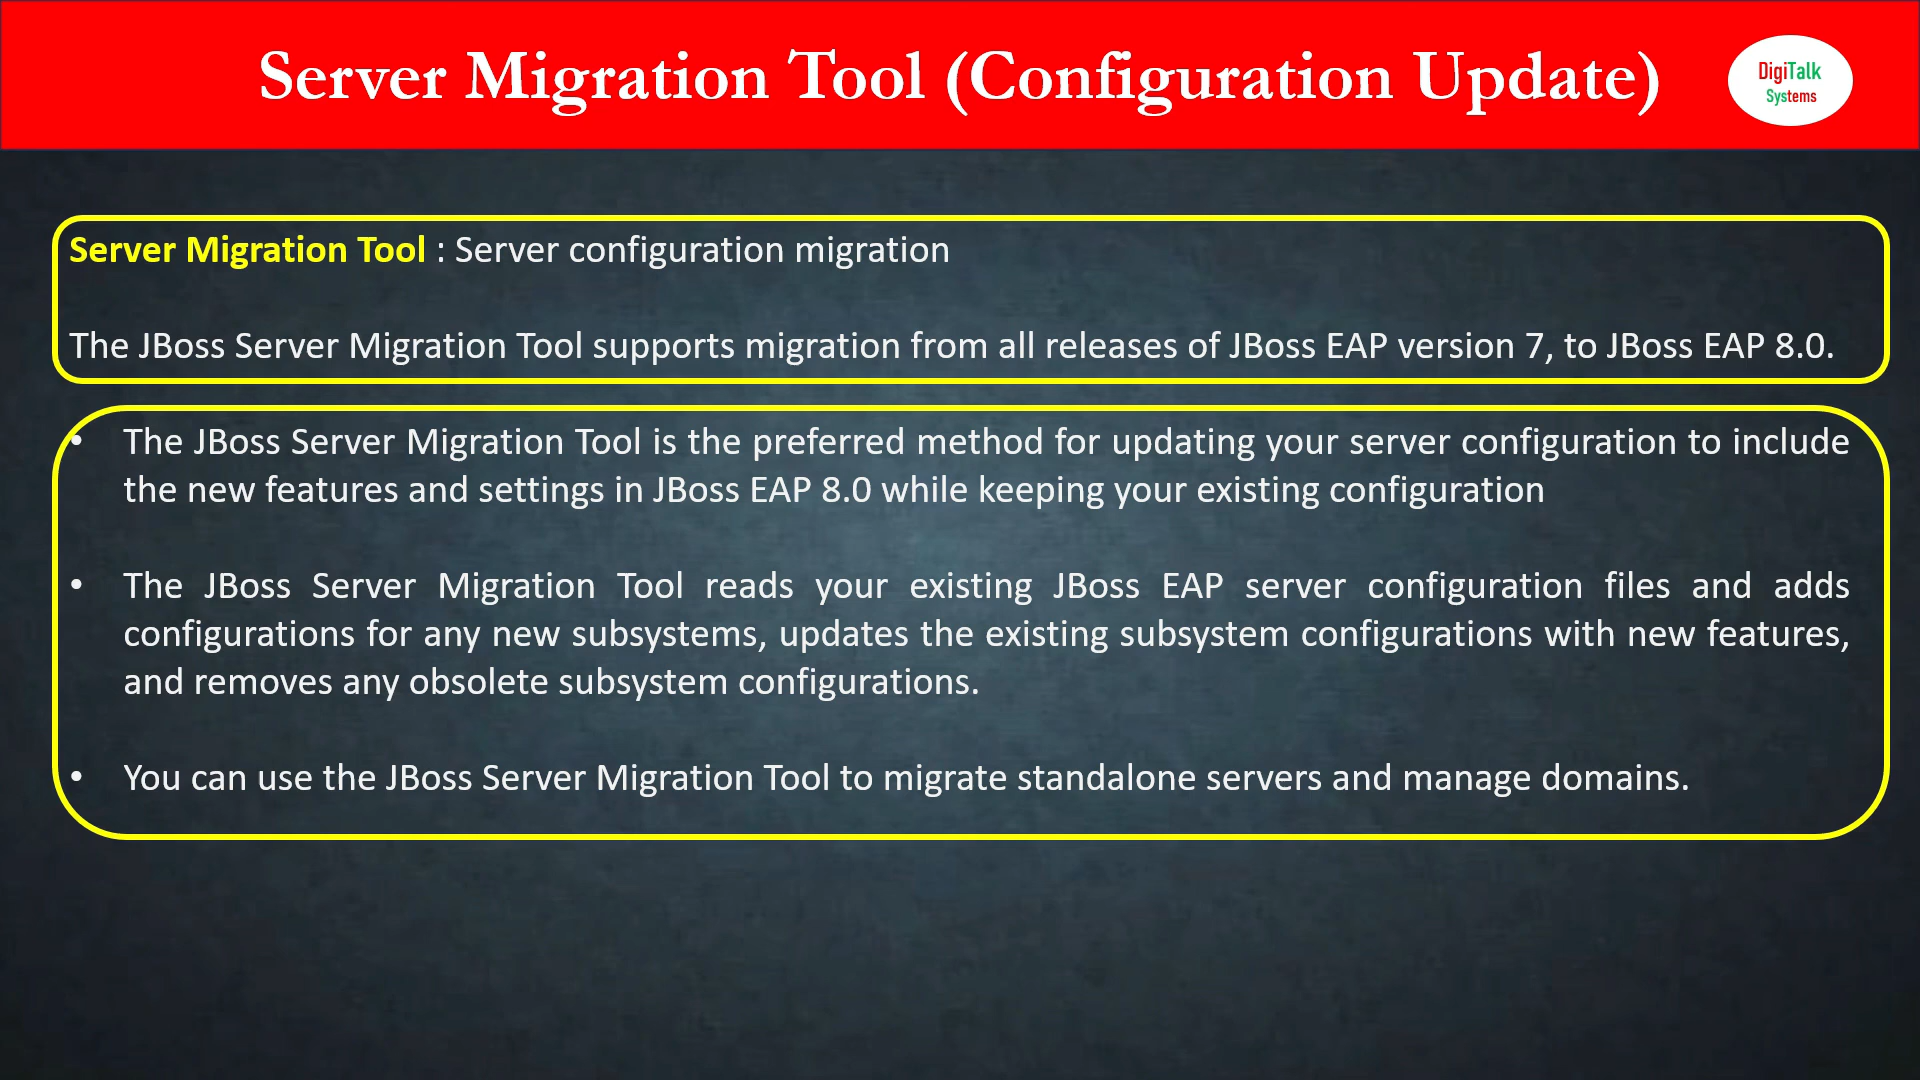 Server Migration Tool (Configuration Update)
DigiTalk
Systems
Server Migration Tool : Server configuration migration
The JBoss Server Migration Tool supports migration from all releases of JBoss EAP version 7, to JBoss EAP 8.0.
• The JBoss Server Migration Tool is the preferred method for updating your server configuration to include
the new features and settings in JBoss EAP 8.0 while keeping your existing configuration
• The JBoss Server Migration Tool reads your existing JBoss EAP server configuration files and adds
configurations for any new subsystems, updates the existing subsystem configurations with new features,
and removes any obsolete subsystem configurations.
• You can use the JBoss Server Migration Tool to migrate standalone servers and manage domains.